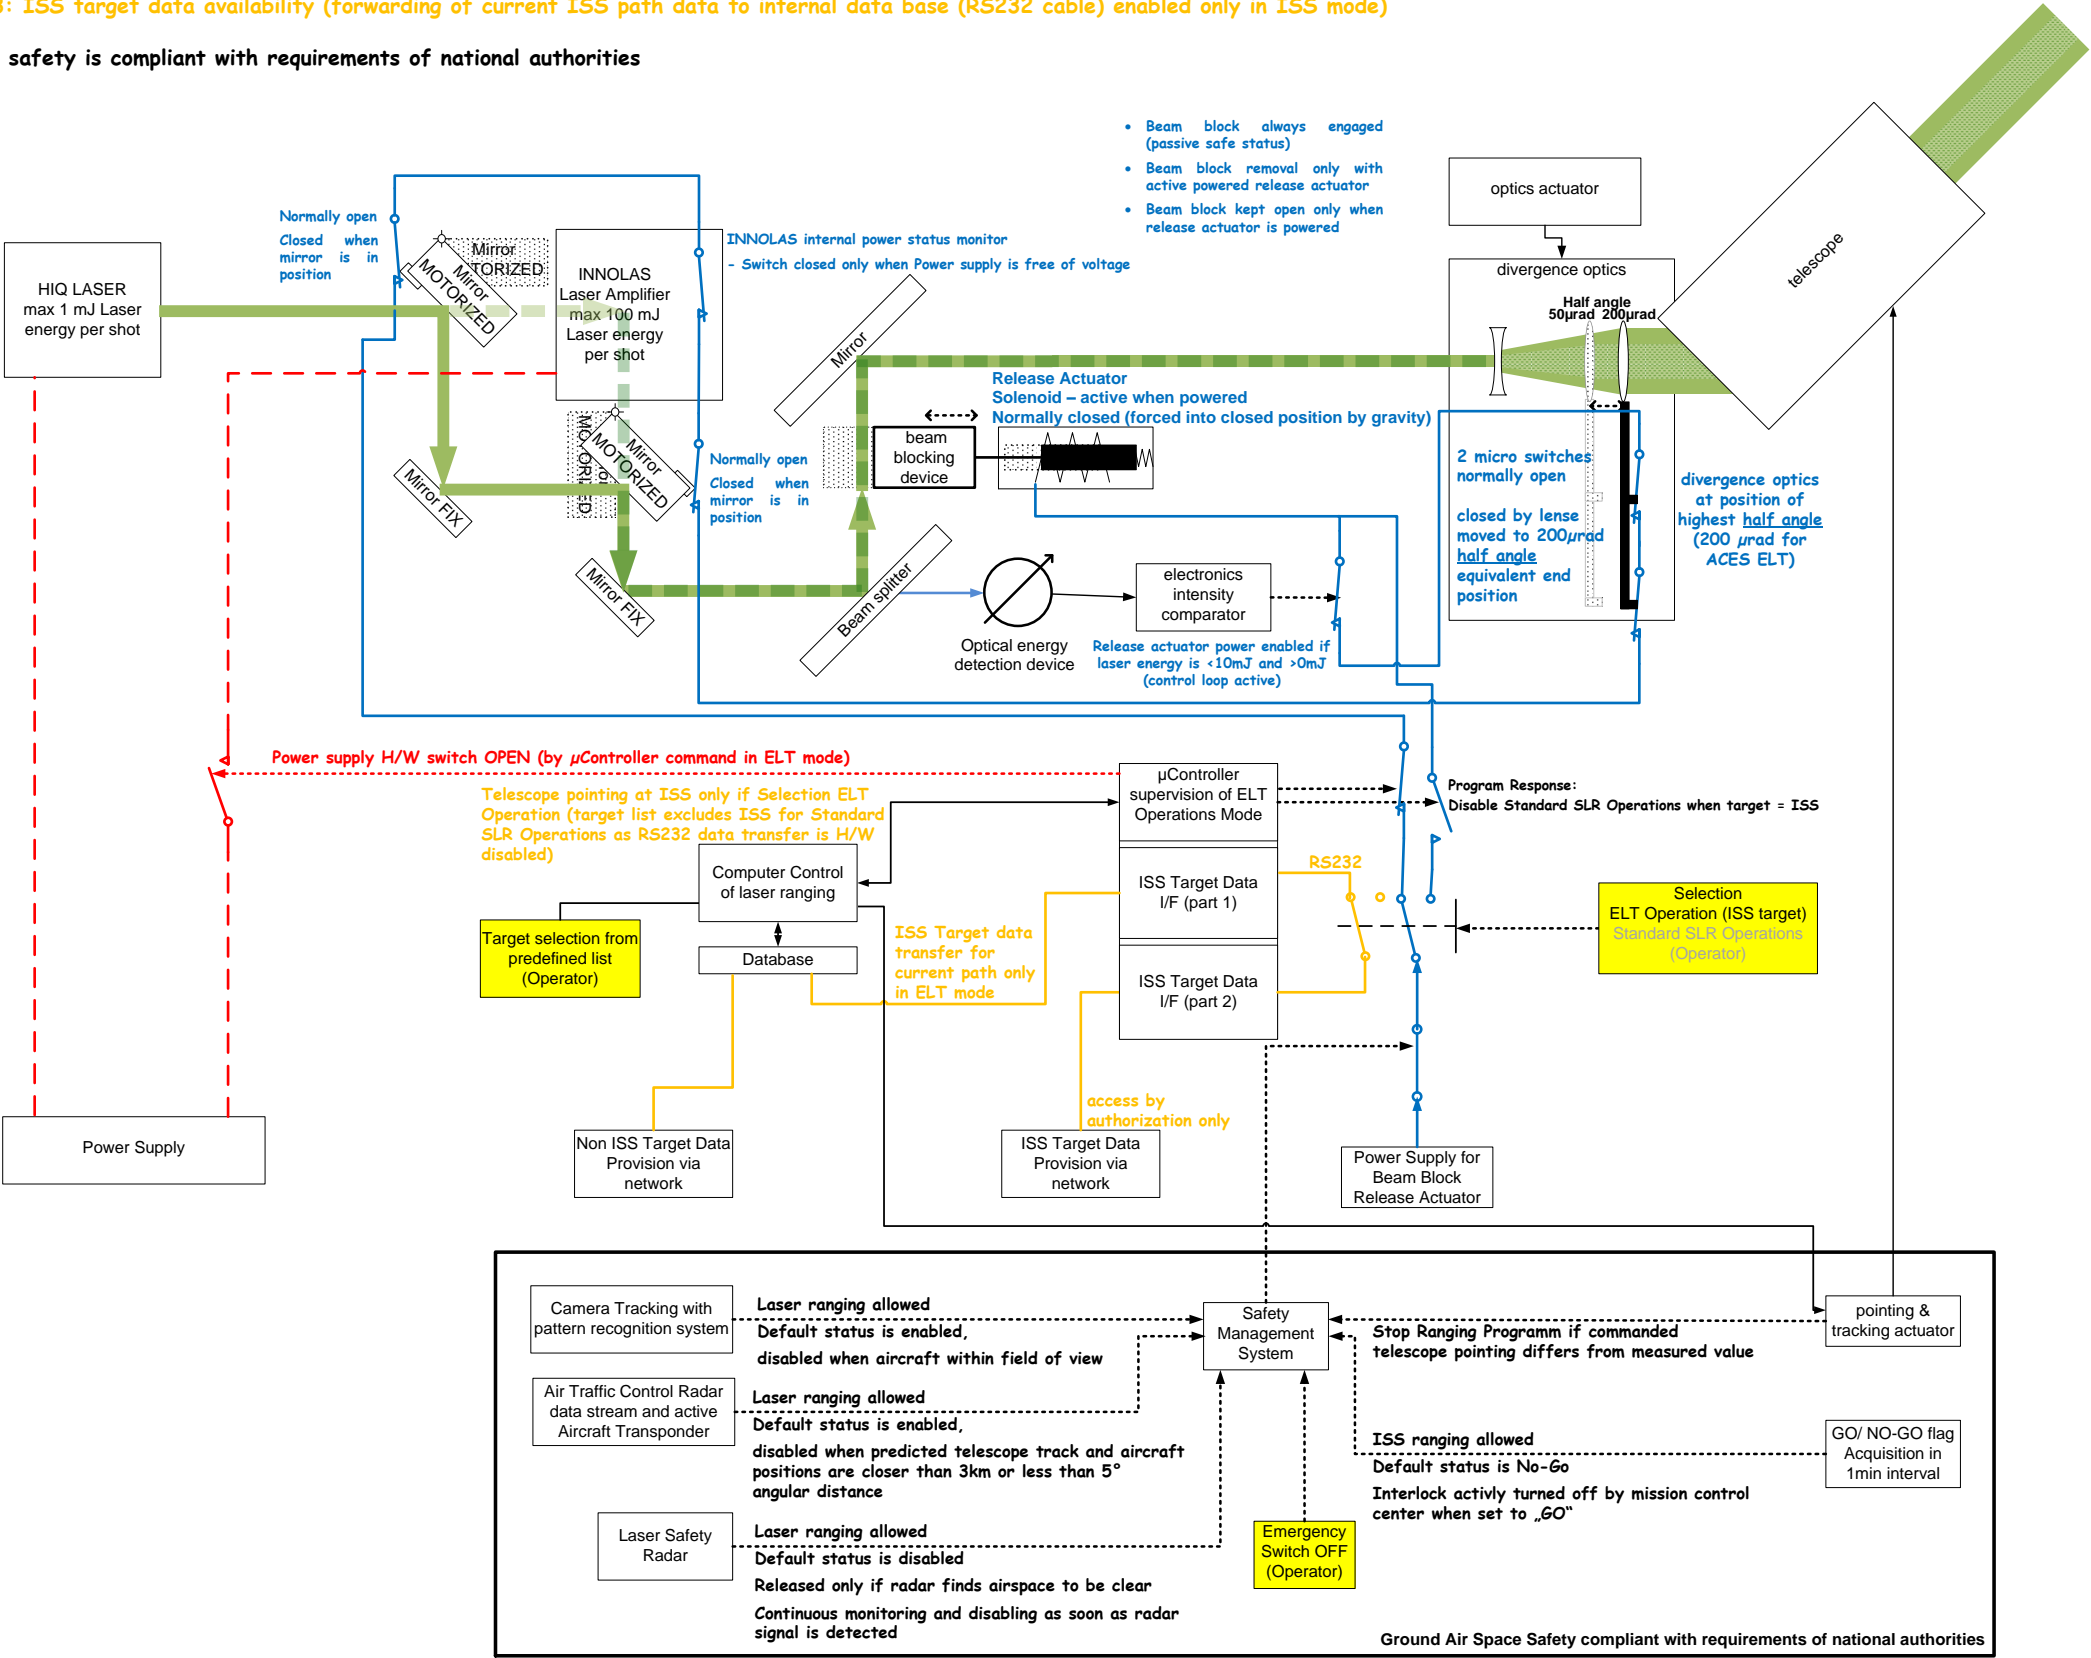 : ISS target data availability (forwarding of current ISS path data to internal data base (RS232 cable) enabled only in ISS mode)
safety is compliant with requirements of national authorities
• Beam block always engaged
(passive safe status)
• Beam block removal only with
active powered release actuator
• Beam block kept open only when
release actuator is powered
optics actuator
telescope
Normally open
Closed when
mirror is in
position
Mirror
TORIZED
Mirror
MOTORIZED
INNOLAS
Laser Amplifier
max 100 mJ
Laser energy
per shot
INNOLAS internal power status monitor
- Switch closed only when Power supply is free of voltage
HIQ LASER
max 1 mJ Laser
energy per shot
divergence optics
Half angle
50µrad 200µrad
Mirror
Release Actuator
Solenoid – active when powered
Normally closed (forced into closed position by gravity)
beam
blocking
device
Mirror FIX
MOTORIZED
Mirror
MOTORIZED
Normally open
Closed when
mirror is in
position
2 micro switches
normally open
closed by lense
moved to 200µrad
half angle
equivalent end
position
divergence optics
at position of
highest half angle
(200 µrad for
ACES ELT)
Mirror FIX
Beam splitter
Optical energy
detection device
electronics
intensity
comparator
Release actuator power enabled if
laser energy is <10mJ and >0mJ
(control loop active)
Power supply H/W switch OPEN (by µController command in ELT mode)
Telescope pointing at ISS only if Selection ELT
Operation (target list excludes ISS for Standard
SLR Operations as RS232 data transfer is H/W
disabled)
µController
supervision of ELT
Operations Mode
Program Response:
Disable Standard SLR Operations when target = ISS
Computer Control
of laser ranging
ISS Target Data
I/F (part 1)
RS232
Selection
ELT Operation (ISS target)
Standard SLR Operations
(Operator)
Target selection from
predefined list
(Operator)
Database
ISS Target data
transfer for
current path only
in ELT mode
ISS Target Data
I/F (part 2)
access by
authorization only
Power Supply
Non ISS Target Data
Provision via
network
ISS Target Data
Provision via
network
Power Supply for
Beam Block
Release Actuator
Camera Tracking with
pattern recognition system
Laser ranging allowed
Default status is enabled,
disabled when aircraft within field of view
Safety
Management
System
Stop Ranging Programm if commanded
telescope pointing differs from measured value
pointing &
tracking actuator
Air Traffic Control Radar
data stream and active
Aircraft Transponder
Laser ranging allowed
Default status is enabled,
disabled when predicted telescope track and aircraft
positions are closer than 3km or less than 5°
angular distance
ISS ranging allowed
Default status is No-Go
Interlock activly turned off by mission control
center when set to „GO“
GO/ NO-GO flag
Acquisition in
1min interval
Laser Safety
Radar
Laser ranging allowed
Default status is disabled
Released only if radar finds airspace to be clear
Continuous monitoring and disabling as soon as radar
signal is detected
Emergency
Switch OFF
(Operator)
Ground Air Space Safety compliant with requirements of national authorities